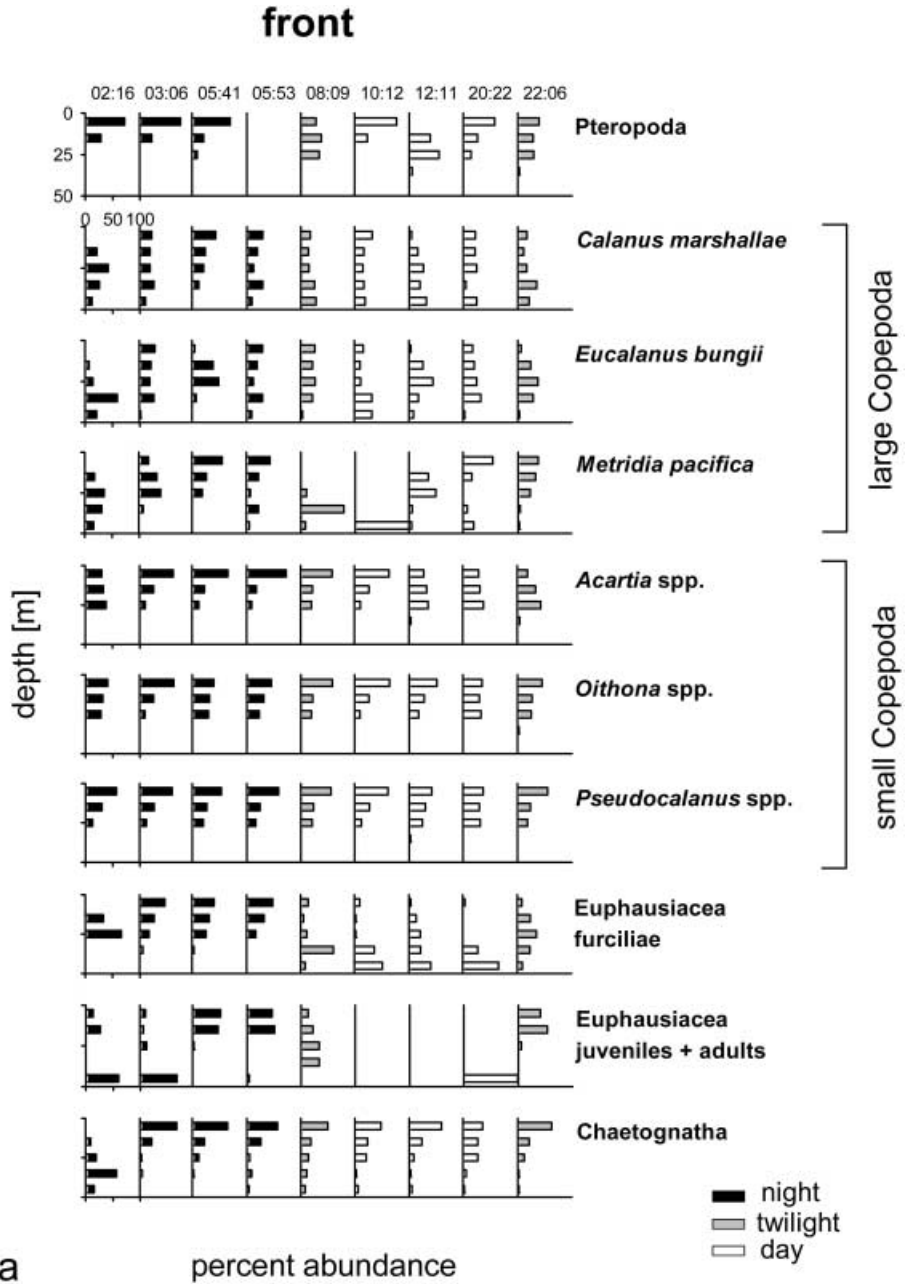 front
02:16 03:06 05:41 05:53 08:09 10:12 12:11 20:22 22:06
0
25
50
Pteropoda
0 50 100
Calanus marshallae
Eucalanus bungii
Metridia pacifica
large Copepoda
Acartia spp.
Oithona spp.
Pseudocalanus spp.
small Copepoda
depth [m]
Euphausiacea
furciliae
Euphausiacea
juveniles + adults
Chaetognatha
night
twilight
day
a
percent abundance